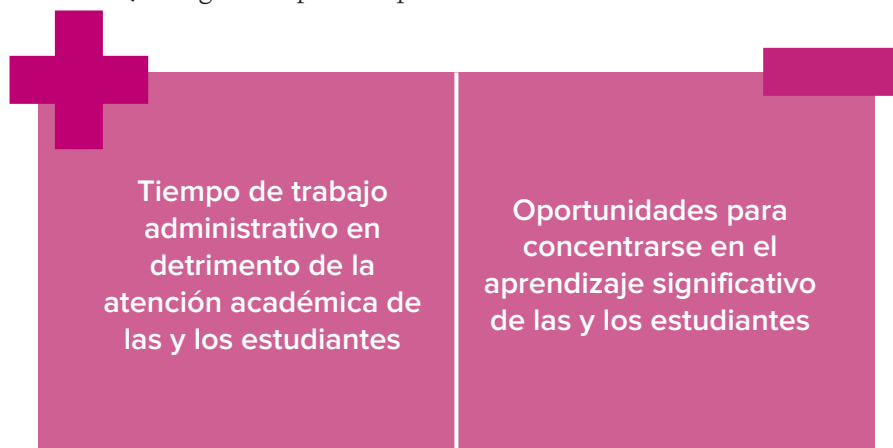 Tiempo de trabajo
administrativo en
detrimento de la
atención académica de
las y los estudiantes
Oportunidades para
concentrarse en el
aprendizaje significativo
de las y los estudiantes